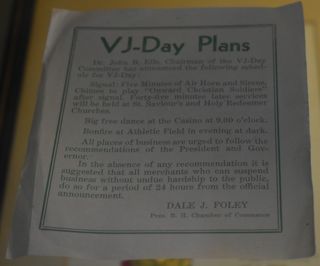 VJ-Day Plans
Dr. John B. Ells, Chairman of the VJ-Day
Committee has announced the following sched-
ule for VJ-Day:
Signal: Five Minutes of Air Horn and Sirens,
Chimes to play "Onward Christian Soldiers"
after signal. Forty-five minutes later services
will be held at St. Saviour's and Holy Redeemer
Churches.
Big free dance at the Casino at 9.00 o'clock.
Bonfire at Athletic Field in evening at dark.
All places of business are urged to follow the
recommendations of the President and Gov-
ernor.
In the absence of any recommendation it is
suggested that all merchants who can suspend
business without undue hardship to the public,
do so for a period of 24 hours from the official
announcement.
DALE J. FOLEY
Pres. B. H. Chamber of Commerce